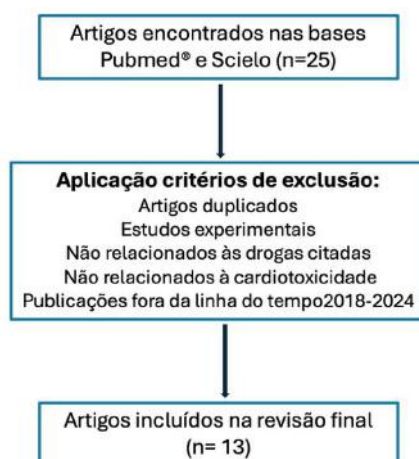 Artigos encontrados nas bases
Pubmed® e Scielo (n=25)
Aplicação critérios de exclusão:
Artigos duplicados
Estudos experimentais
Não relacionados às drogas citadas
Não relacionados à cardiotoxicidade
Publicações fora da linha do tempo2018-2024
Artigos incluídos na revisão final
(n= 13)